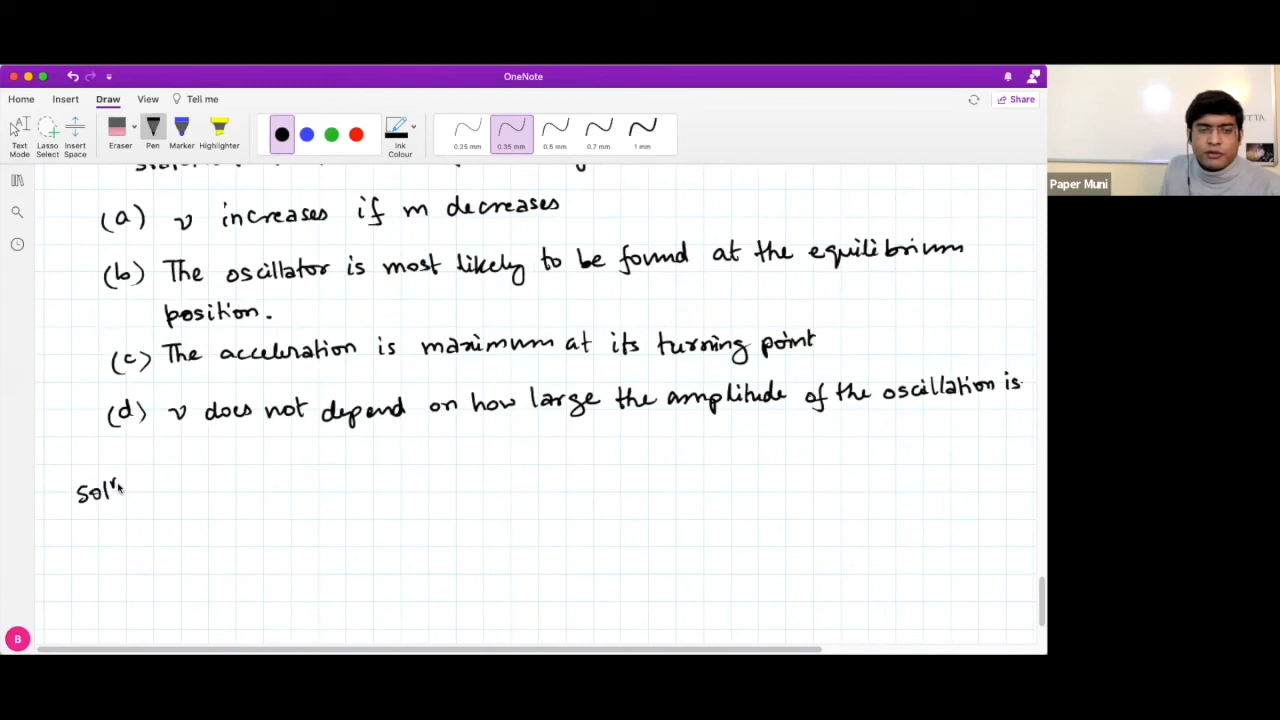 OneNote
Home Insert Draw View Tell me
Share
Text Mode
Lasso Select
Insert Space
Eraser
Pen
Marker
Highlighter
Ink Colour
0.25 mm
0.35 mm
0.5 mm
0.7 mm
1 mm
Paper Muni
(a) ν increases if m decreases
(b) The oscillator is most likely to be found at the equilibrium
position.
(c) The acceleration is maximum at its turning point
(d) ν does not depend on how large the amplitude of the oscillation is.
Solⁿ
B